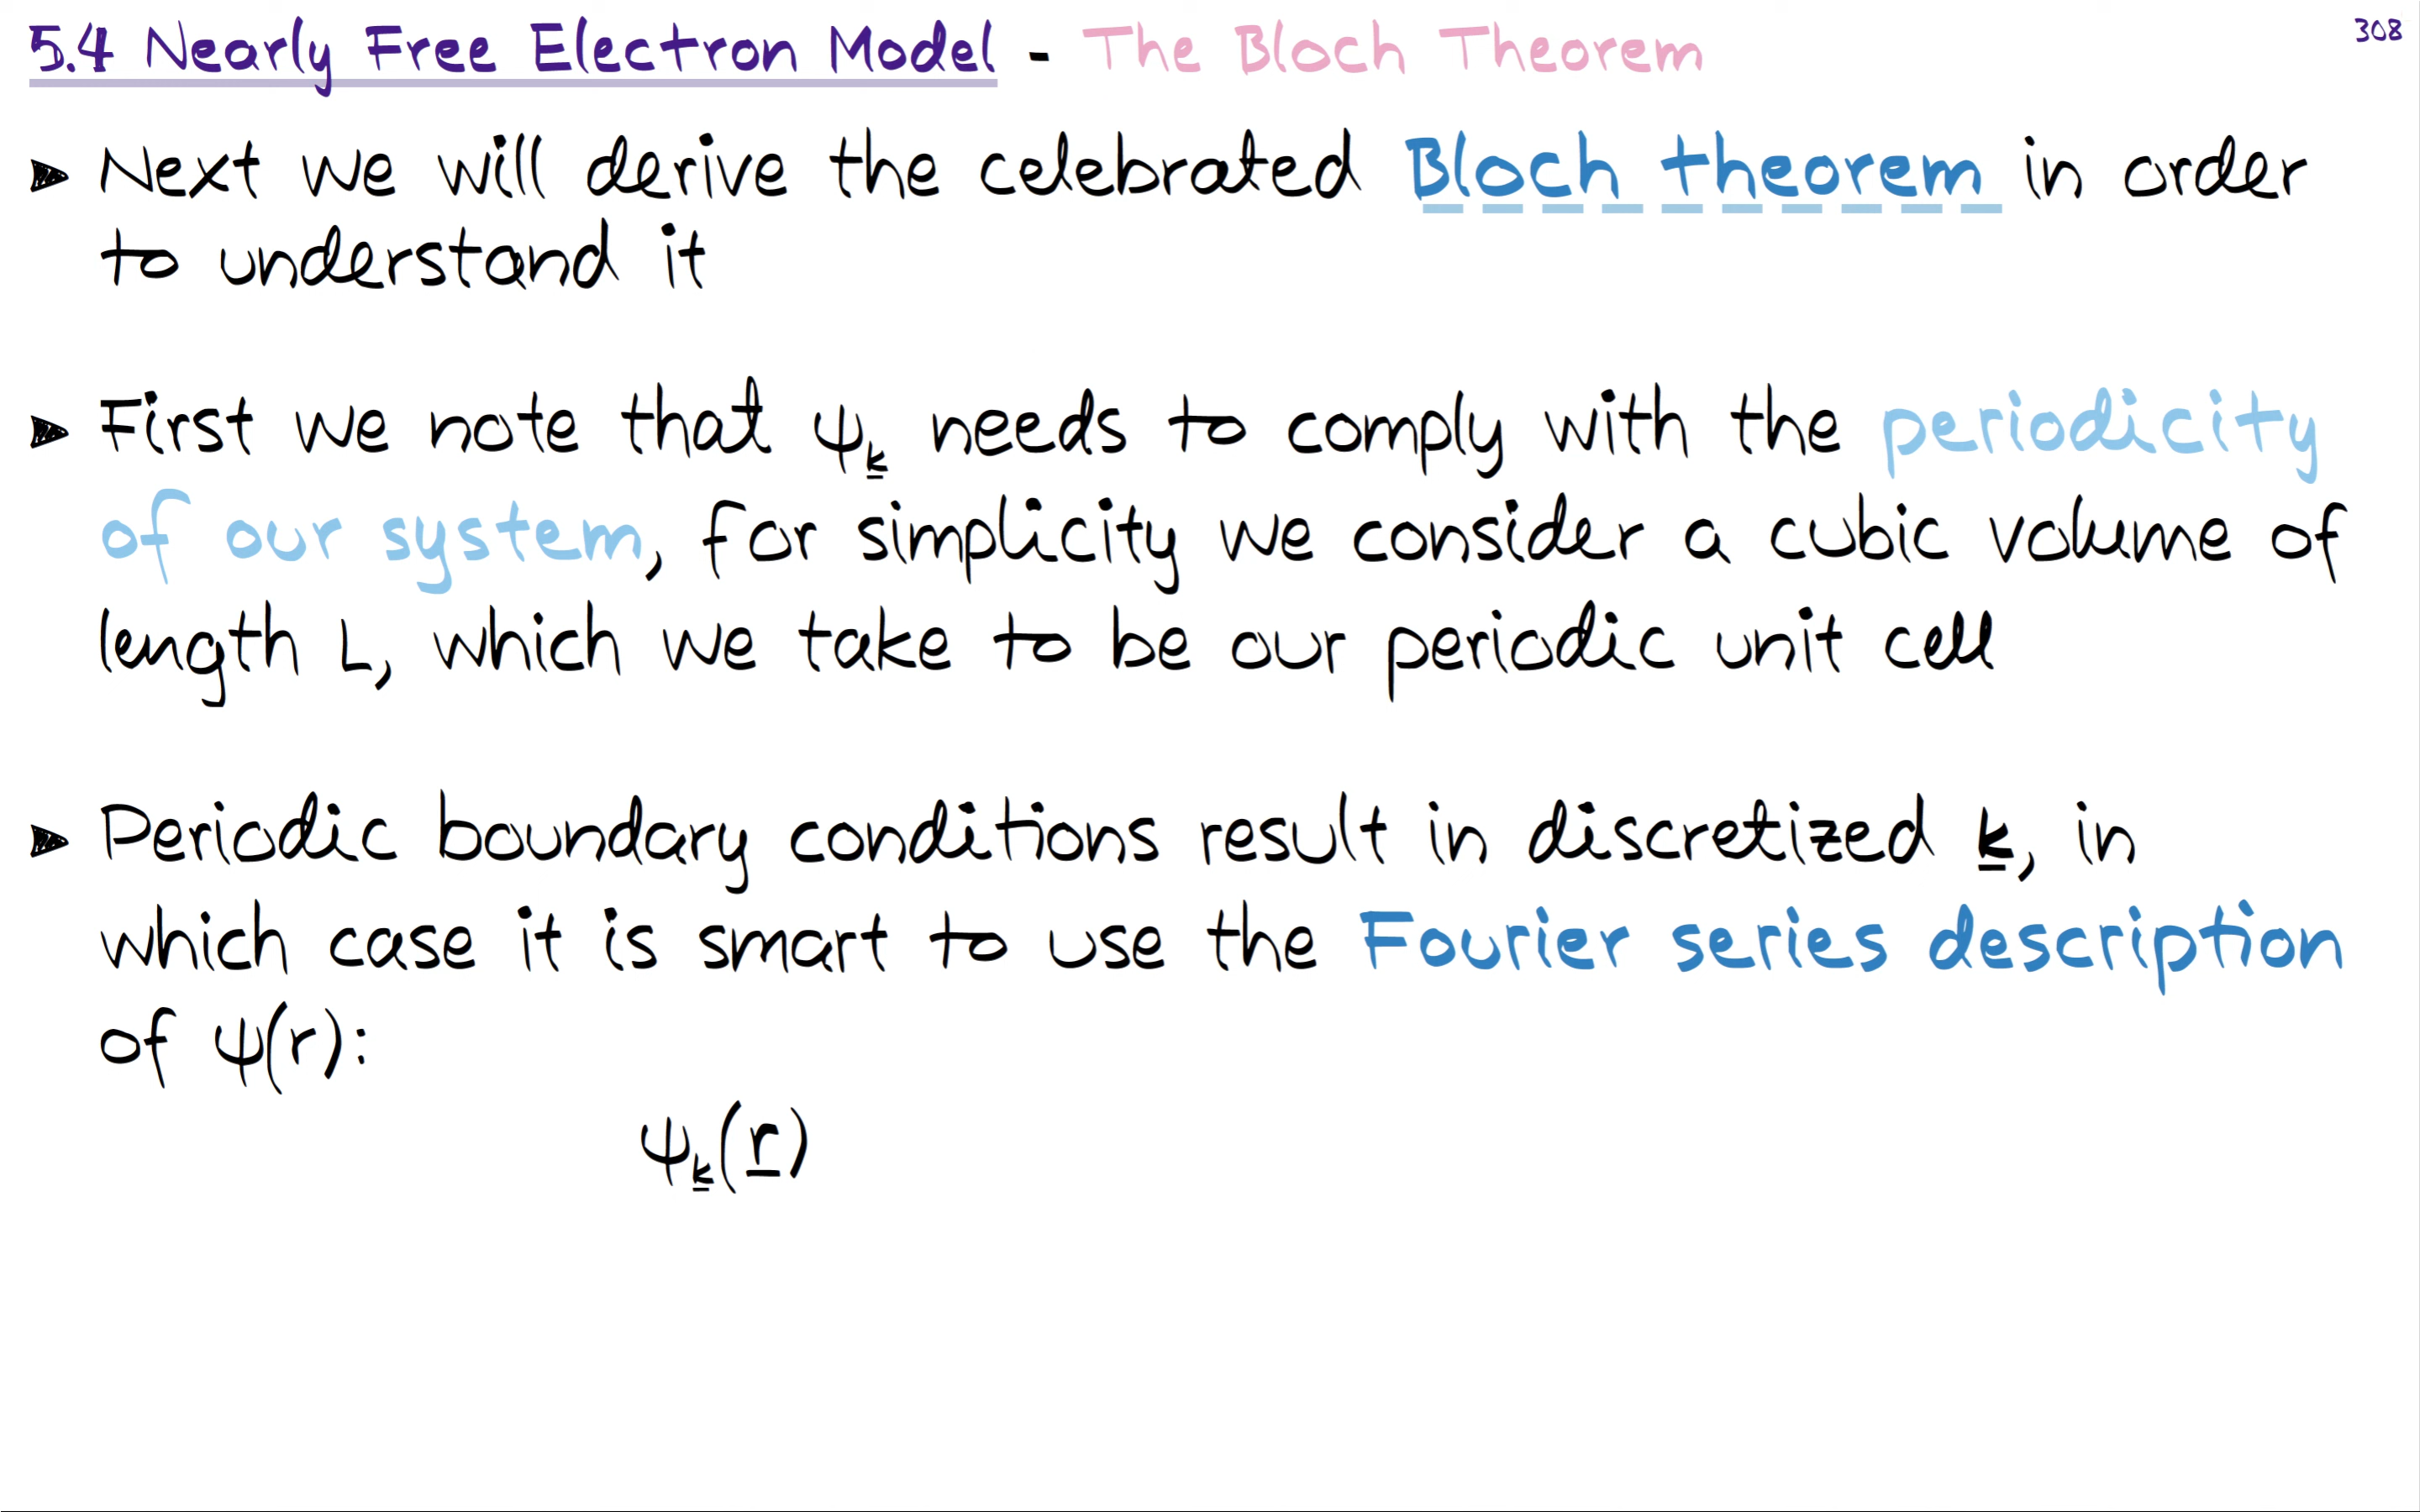 5.4 Nearly Free Electron Model - The Bloch Theorem 308
▶ Next we will derive the celebrated Bloch theorem in order
to understand it
▶ First we note that ψ_k needs to comply with the periodicity
of our system, for simplicity we consider a cubic volume of
length L, which we take to be our periodic unit cell
▶ Periodic boundary conditions result in discretized k, in
which case it is smart to use the Fourier series description
of ψ(r):
ψ_k(r)